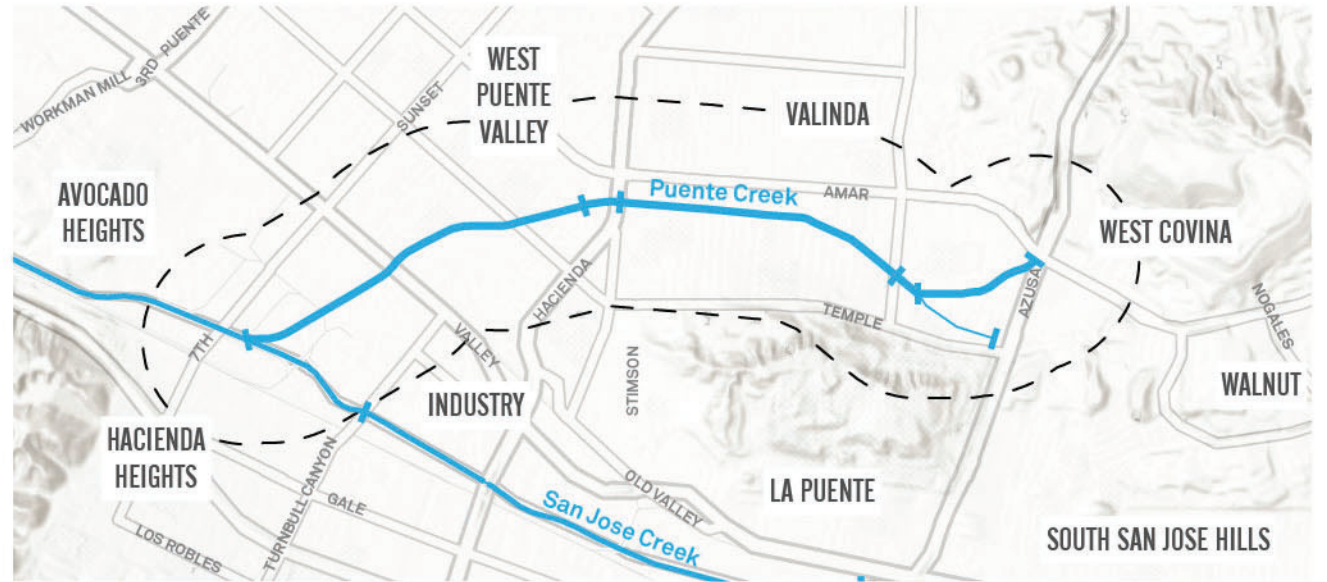 WORKMAN MILL
3RD PUENTE
SUNSET
WEST
PUENTE
VALLEY
VALINDA
AVOCADO
HEIGHTS
Puente Creek
AMAR
WEST COVINA
HACIENDA
AZUSA
NOGALES
7TH
VALLEY
TEMPLE
STIMSON
INDUSTRY
WALNUT
HACIENDA
HEIGHTS
TURNBULL CANYON
GALE
LOS ROBLES
San Jose Creek
OLD VALLEY
LA PUENTE
SOUTH SAN JOSE HILLS